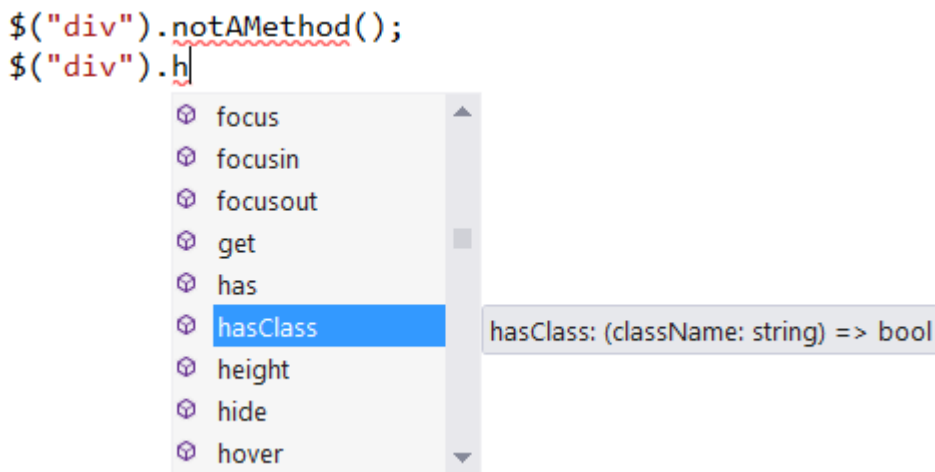 $("div").notAMethod();
$("div").h
focus
focusin
focusout
get
has
hasClass
hasClass: (className: string) => bool
height
hide
hover